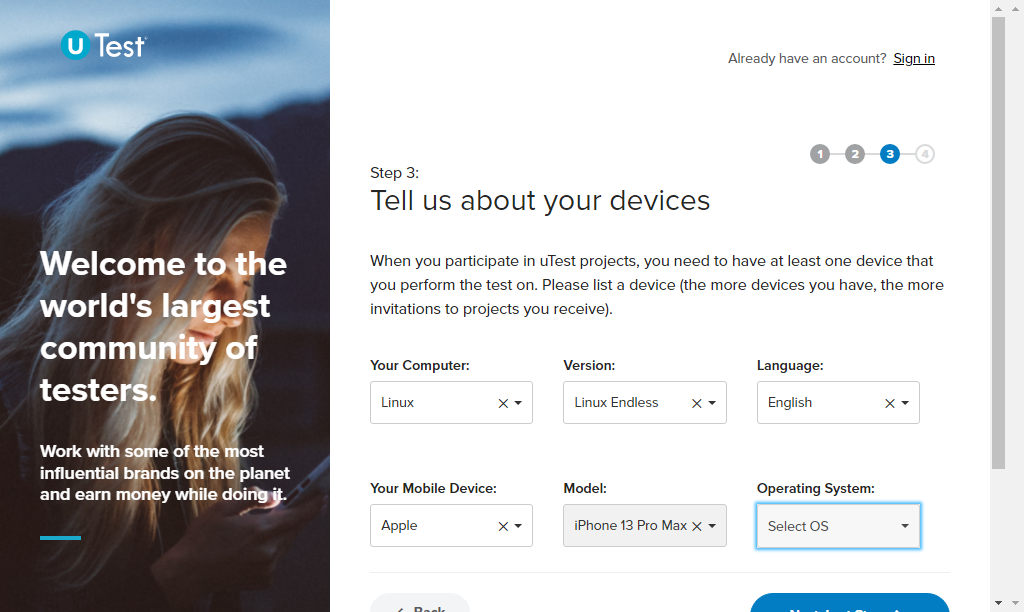 U Test
Already have an account? Sign in
1 2 3 4
Step 3:
Tell us about your devices
Welcome to the
world's largest
community of
testers.
Work with some of the most
influential brands on the planet
and earn money while doing it.
When you participate in uTest projects, you need to have at least one device that
you perform the test on. Please list a device (the more devices you have, the more
invitations to projects you receive).
Your Computer: Version: Language:
Linux Linux Endless English
Your Mobile Device: Model: Operating System:
Apple iPhone 13 Pro Max Select OS
Back